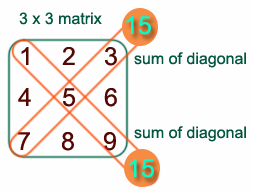 3 x 3 matrix
15
1 2 3
sum of diagonal
4 5 6
sum of diagonal
7 8 9
15